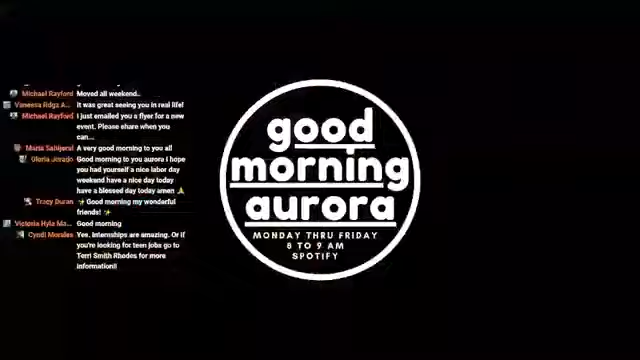 Michael Rayford Moved all weekend..
Vanessa Ridge A... It was great seeing you in real life!
Michael Rayford I just emailed you a flyer for a new
event. Please share when you
can...
A very good morning to you all
Good morning to you aurora I hope
you had yourself a nice labor day
weekend have a nice day today
have a blessed day today amen 🙏
Tracy Duran ✨Good morning my wonderful
friends! ✨
Victoria Hyla Ma... Good morning
Cyndi Morales Yes. Internships are amazing. Or if
you're looking for teen jobs go to
Terri Smith Rhodes for more
information!!
good
morning
aurora
MONDAY THRU FRIDAY
8 TO 9 AM
SPOTIFY